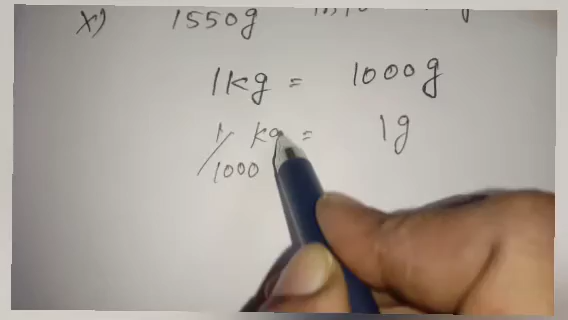 x) 1550g
1kg = 1000g
1/1000 kg = 1g